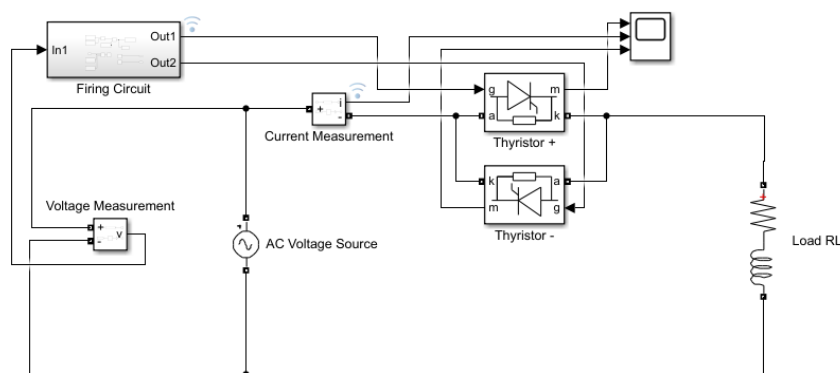 In1
Out1
Out2
Firing Circuit
+
i
-
Current Measurement
g
m
a
k
Thyristor +
k
a
m
g
Thyristor -
Voltage Measurement
+
-
v
AC Voltage Source
+
Load RL